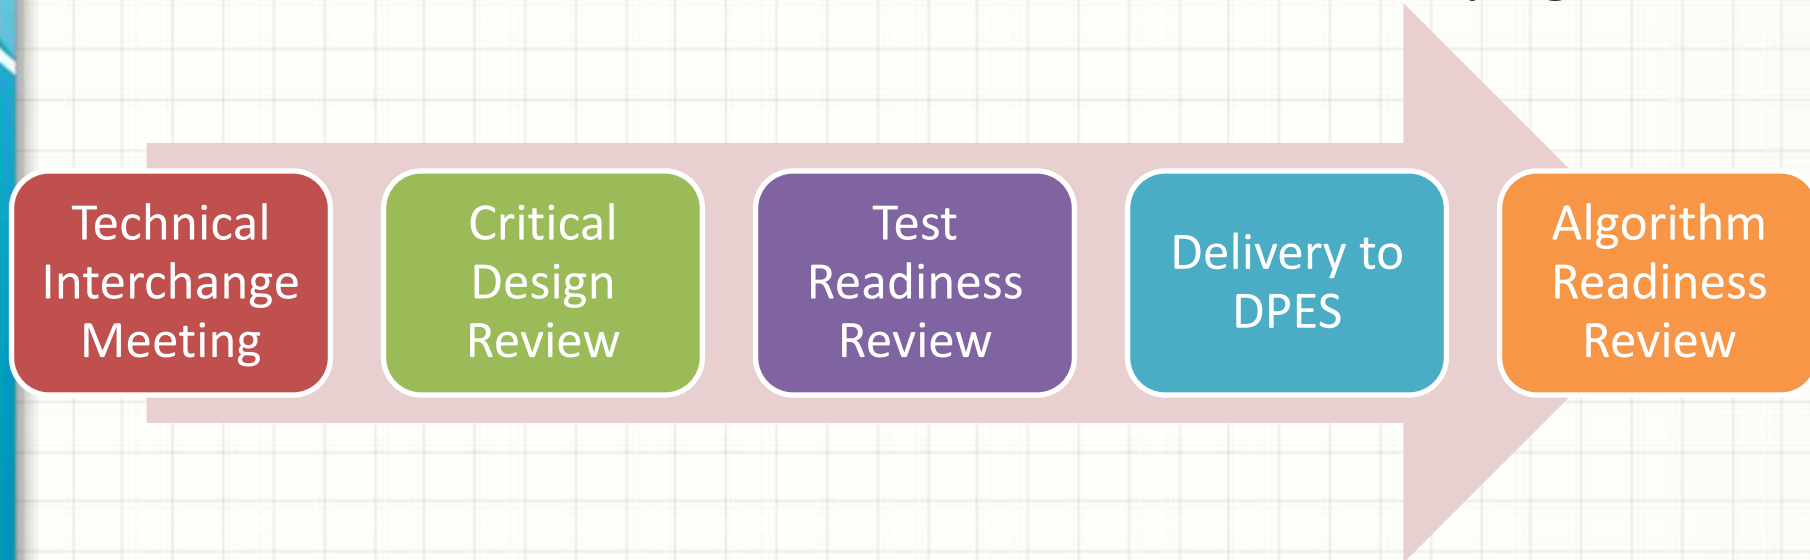 Technical
Interchange
Meeting
Critical
Design
Review
Test
Readiness
Review
Delivery to
DPES
Algorithm
Readiness
Review